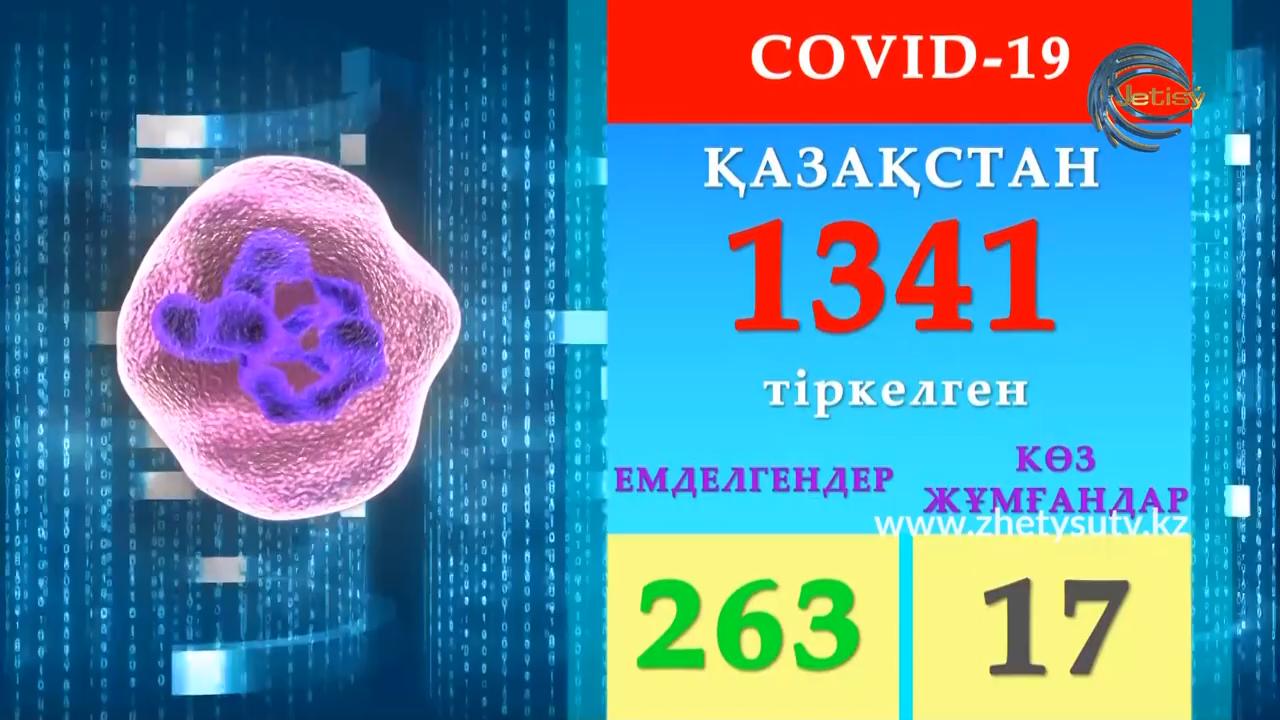 COVID-19
Jetisý
ҚАЗАҚСТАН
1341
тіркелген
ЕМДЕЛГЕНДЕР
КӨЗ
ЖҰМҒАНДАР
www.zhetysutv.kz
263
17